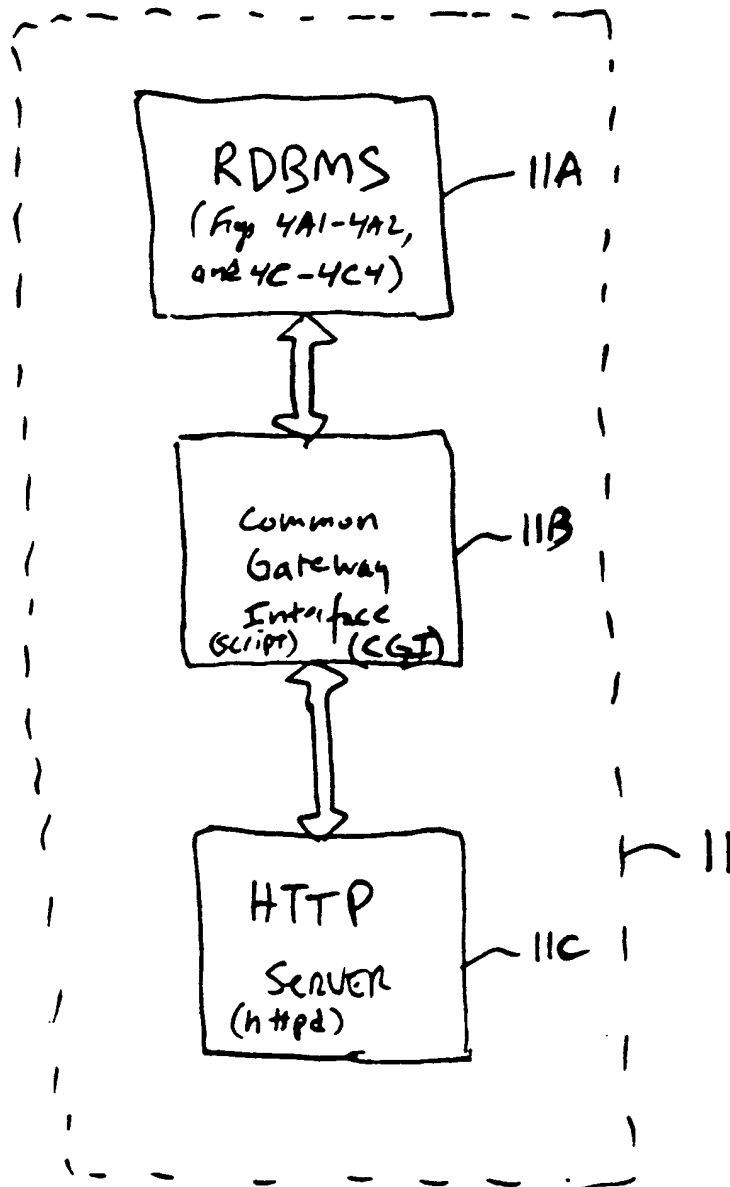 RDBMS
(Figs 4A1-4A2,
and 4C-4C4)
11A
Common
Gateway
Interface
(script) (CGI)
11B
HTTP
SERVER
(httpd)
11C
11